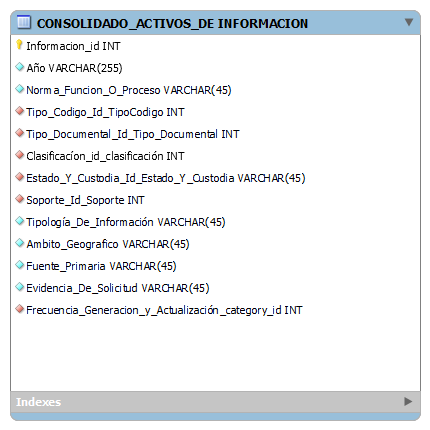 CONSOLIDADO_ACTIVOS_DE INFORMACION
Informacion_id INT
Año VARCHAR(255)
Norma_Funcion_O_Proceso VARCHAR(45)
Tipo_Codigo_Id_TipoCodigo INT
Tipo_Documental_Id_Tipo_Documental INT
Clasificacíon_id_clasificación INT
Estado_Y_Custodia_Id_Estado_Y_Custodia VARCHAR(45)
Soporte_Id_Soporte INT
Tipología_De_Información VARCHAR(45)
Ambito_Geografico VARCHAR(45)
Fuente_Primaria VARCHAR(45)
Evidencia_De_Solicitud VARCHAR(45)
Frecuencia_Generacion_y_Actualización_category_id INT
Indexes